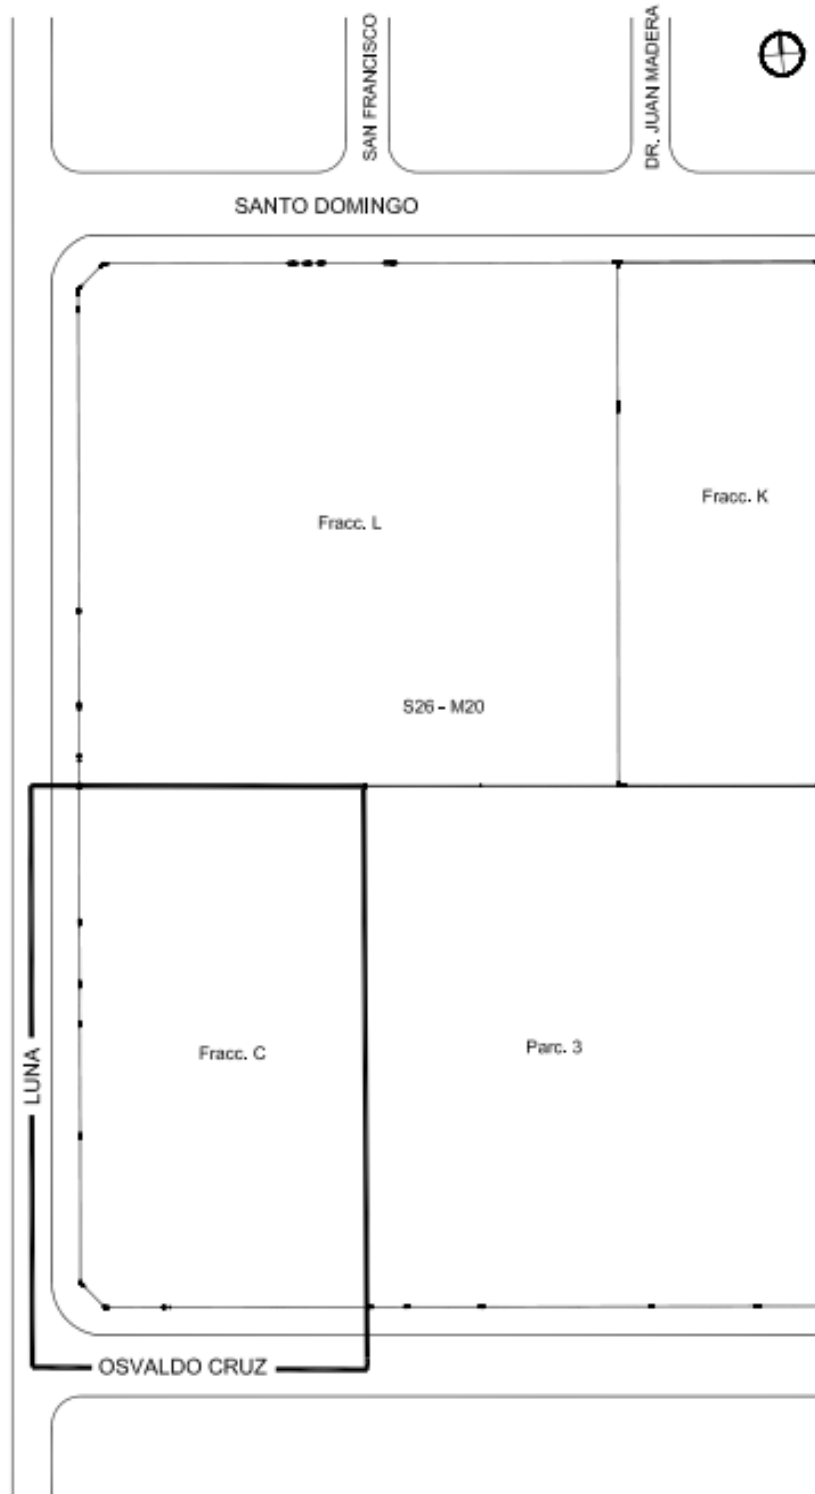 SAN FRANCISCO
DR. JUAN MADERA
SANTO DOMINGO
Fracc. K
Fracc. L
S26 - M20
Parc. 3
Fracc. C
LUNA
OSVALDO CRUZ